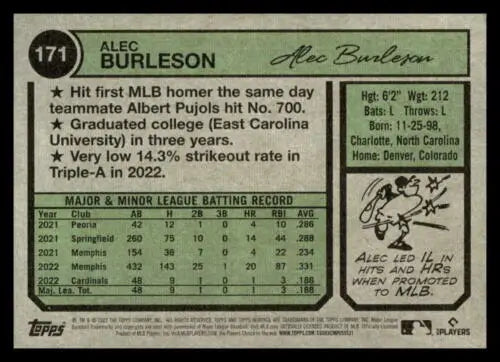 171
ALEC
BURLESON
Alec Burleson
★ Hit first MLB homer the same day
teammate Albert Pujols hit No. 700.
★ Graduated college (East Carolina
University) in three years.
★ Very low 14.3% strikeout rate in
Triple-A in 2022.
Hgt: 6'2" Wgt: 212
Bats: L Throws: L
Born: 11-25-98,
Charlotte, North Carolina
Home: Denver, Colorado
MAJOR & MINOR LEAGUE BATTING RECORD
Year Club AB H 2B 3B HR RBI AVG
2021 Peoria 42 12 1 0 4 10 .286
2021 Springfield 260 75 10 0 14 44 .288
2021 Memphis 154 36 7 0 4 22 .234
2022 Memphis 432 143 25 1 20 87 .331
2022 Cardinals 48 9 1 0 1 3 .188
Maj. Lea. Tot. 48 9 1 0 1 3 .188
ALEC LED IL IN
HITS AND HRS
WHEN PROMOTED
TO MLB.
TOPPS
PLAYERS